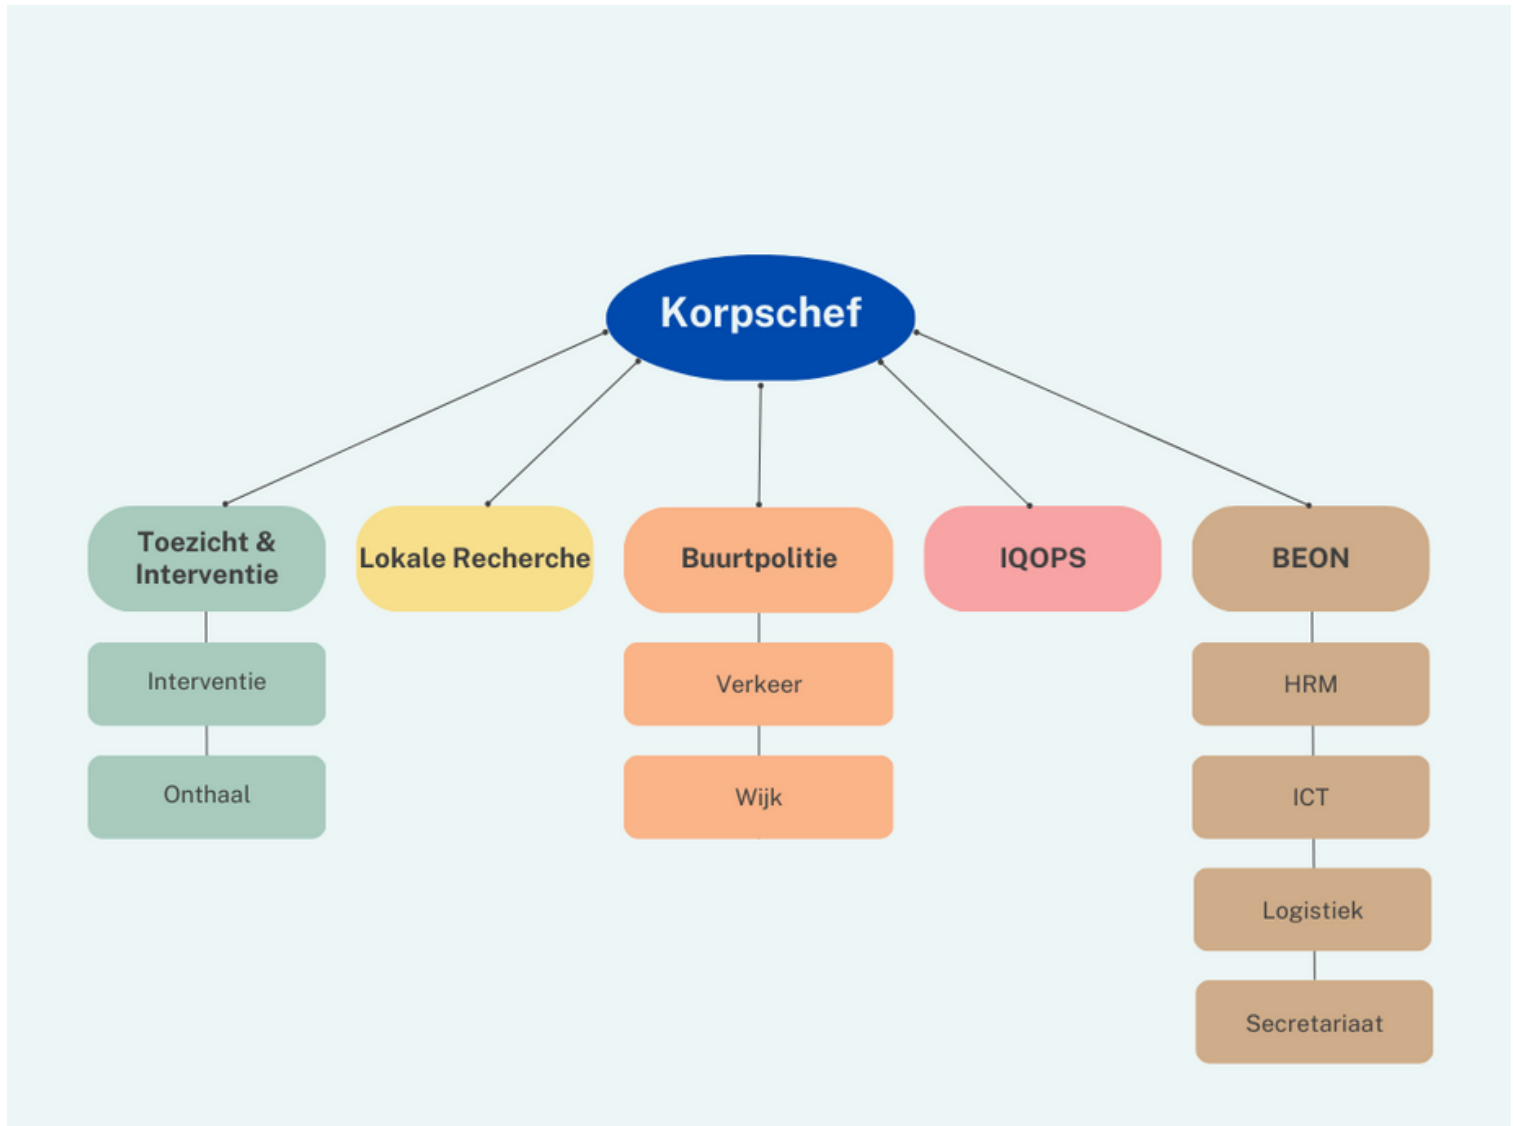 Korpschef
Toezicht &
Interventie
Lokale Recherche
Buurtpolitie
IQOPS
BEON
Interventie
Verkeer
HRM
Onthaal
Wijk
ICT
Logistiek
Secretariaat